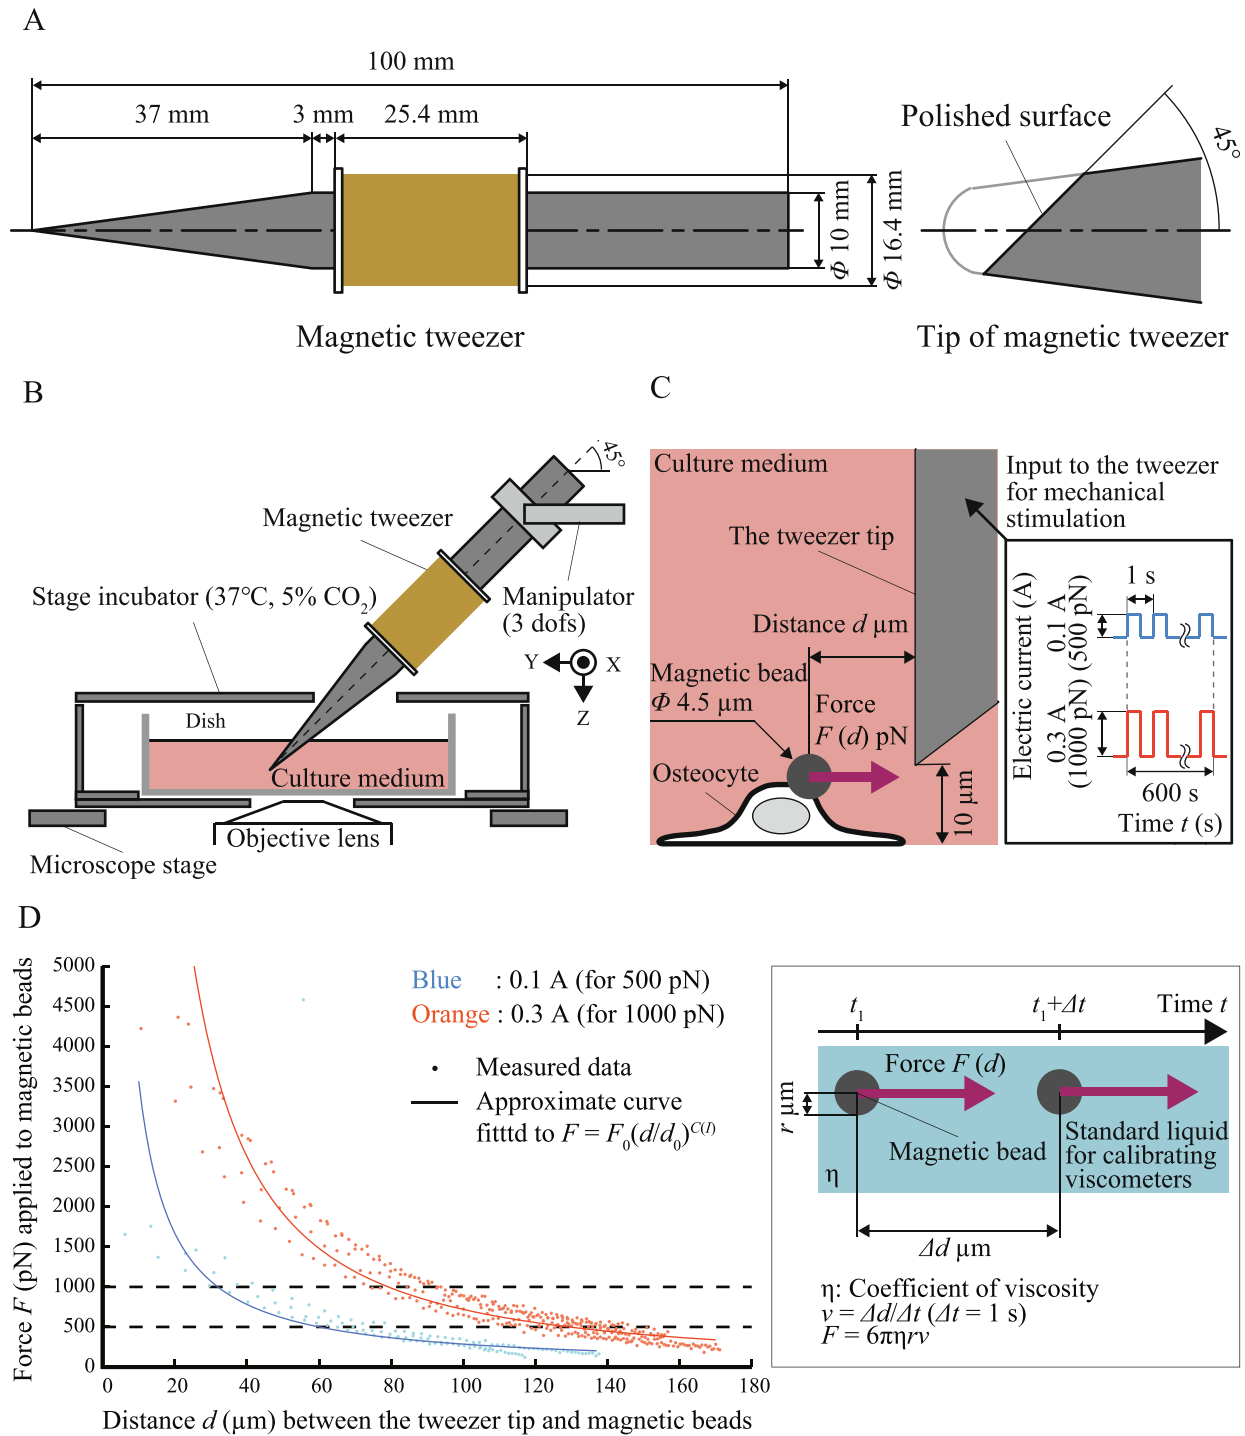 A
100 mm
37 mm
3 mm
25.4 mm
Φ 10 mm
Φ 16.4 mm
Magnetic tweezer
Polished surface
45°
Tip of magnetic tweezer
B
45°
Magnetic tweezer
Stage incubator (37°C, 5% CO2)
Manipulator
(3 dofs)
Y
X
Z
Dish
Culture medium
Objective lens
Microscope stage
C
Culture medium
The tweezer tip
Distance d μm
Magnetic bead
Φ 4.5 μm
Force
F (d) pN
Osteocyte
10 μm
Input to the tweezer
for mechanical
stimulation
Electric current (A)
0.1 A
(500 pN)
0.3 A
(1000 pN)
1 s
600 s
Time t (s)
D
Force F (pN) applied to magnetic beads
5000
4500
4000
3500
3000
2500
2000
1500
1000
500
0
0 20 40 60 80 100 120 140 160 180
Distance d (μm) between the tweezer tip and magnetic beads
Blue : 0.1 A (for 500 pN)
Orange : 0.3 A (for 1000 pN)
Measured data
Approximate curve
fitttd to F = F0(d/d0)^C(I)
t1
t1+Δt
Time t
Force F (d)
r μm
Magnetic bead
Standard liquid
for calibrating
viscometers
η
Δd μm
η: Coefficient of viscosity
v = Δd/Δt (Δt = 1 s)
F = 6πηrv